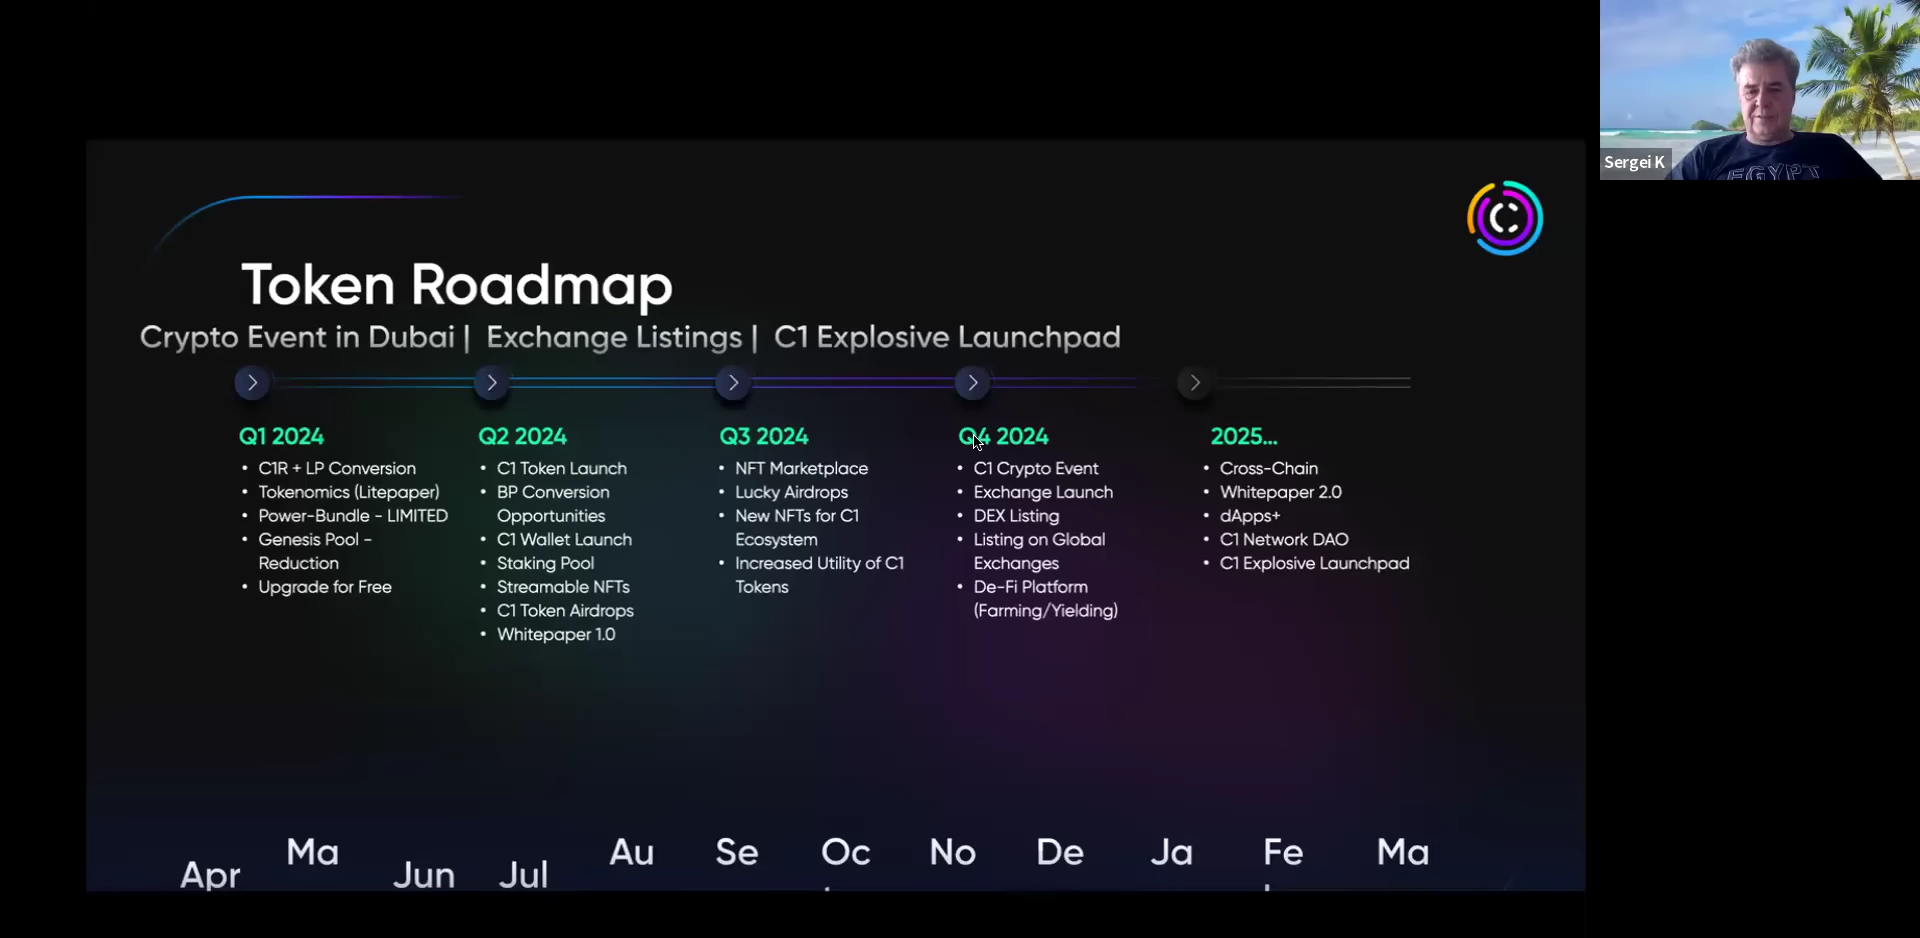 Sergei K
EGYPT
Token Roadmap
Crypto Event in Dubai | Exchange Listings | C1 Explosive Launchpad
Q1 2024
• C1R + LP Conversion
• Tokenomics (Litepaper)
• Power-Bundle - LIMITED
• Genesis Pool -
Reduction
• Upgrade for Free
Q2 2024
• C1 Token Launch
• BP Conversion
Opportunities
• C1 Wallet Launch
• Staking Pool
• Streamable NFTs
• C1 Token Airdrops
• Whitepaper 1.0
Q3 2024
• NFT Marketplace
• Lucky Airdrops
• New NFTs for C1
Ecosystem
• Increased Utility of C1
Tokens
Q4 2024
• C1 Crypto Event
• Exchange Launch
• DEX Listing
• Listing on Global
Exchanges
• De-Fi Platform
(Farming/Yielding)
2025...
• Cross-Chain
• Whitepaper 2.0
• dApps+
• C1 Network DAO
• C1 Explosive Launchpad
Apr Ma Jun Jul Au Se Oc No De Ja Fe Ma